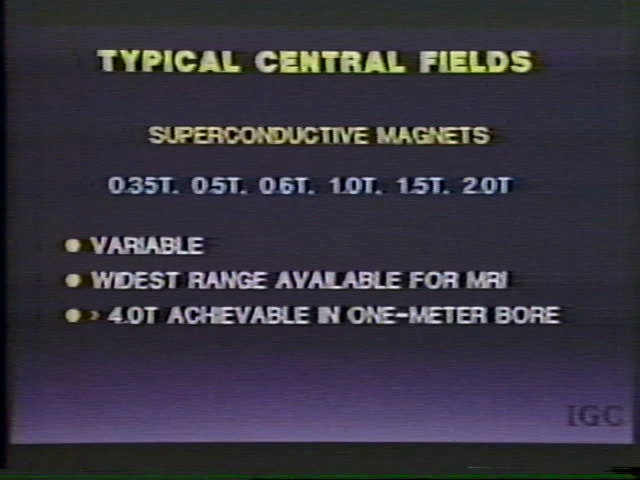 TYPICAL CENTRAL FIELDS
SUPERCONDUCTIVE MAGNETS
0.35T. 0.5T. 0.6T. 1.0T. 1.5T. 2.0T
● VARIABLE
● WIDEST RANGE AVAILABLE FOR MRI
● > 4.0T ACHIEVABLE IN ONE-METER BORE
IGC